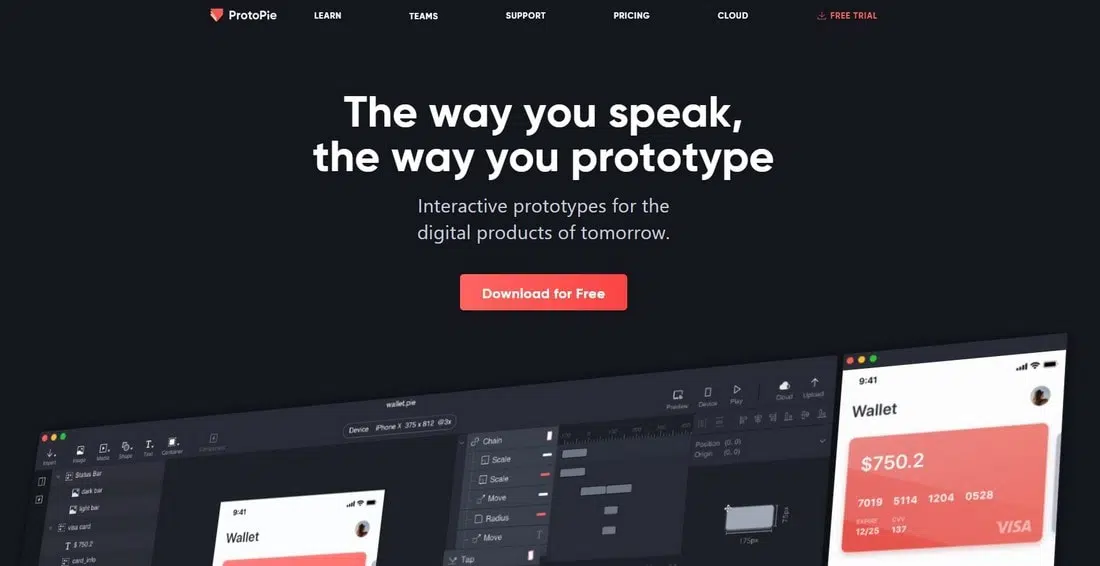 ProtoPie LEARN TEAMS SUPPORT PRICING CLOUD FREE TRIAL
The way you speak,
the way you prototype
Interactive prototypes for the
digital products of tomorrow.
Download for Free
wallet.pie
Device iPhone X 375 x 812 @3x
Import Image Media Shape Text Container Component
Preview Device Play Cloud Upload
Status Bar
dark bar
light bar
visa card
T $750.2
card_info
9:41
Wallet
Chain
Scale
Scale
Move
Radius
Move T
Tap
Position (0, 0)
Origin (0, 0)
75px
175px
9:41
Wallet
$750.2
7019 5114 1204 0528
EXPIRY CVV
12/25 137
VISA